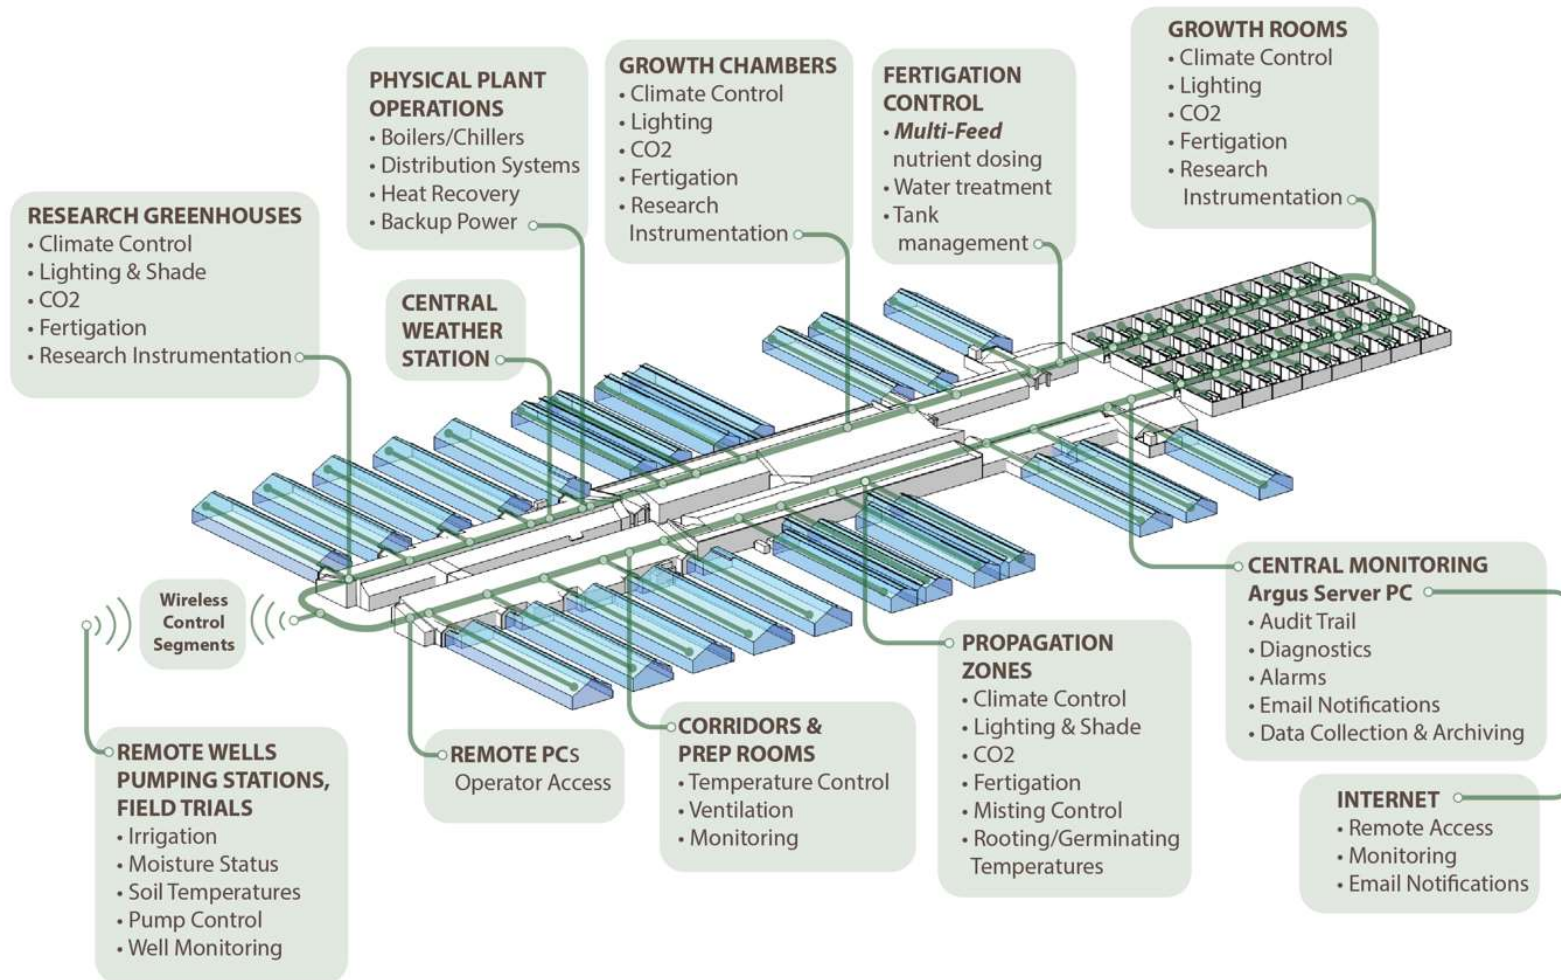 GROWTH ROOMS
• Climate Control
• Lighting
• CO2
• Fertigation
• Research
Instrumentation
GROWTH CHAMBERS
• Climate Control
• Lighting
• CO2
• Fertigation
• Research
Instrumentation
FERTIGATION
CONTROL
• Multi-Feed
nutrient dosing
• Water treatment
• Tank
management
PHYSICAL PLANT
OPERATIONS
• Boilers/Chillers
• Distribution Systems
• Heat Recovery
• Backup Power
RESEARCH GREENHOUSES
• Climate Control
• Lighting & Shade
• CO2
• Fertigation
• Research Instrumentation
CENTRAL
WEATHER
STATION
Wireless
Control
Segments
REMOTE WELLS
PUMPING STATIONS,
FIELD TRIALS
• Irrigation
• Moisture Status
• Soil Temperatures
• Pump Control
• Well Monitoring
REMOTE PCs
Operator Access
CORRIDORS &
PREP ROOMS
• Temperature Control
• Ventilation
• Monitoring
PROPAGATION
ZONES
• Climate Control
• Lighting & Shade
• CO2
• Fertigation
• Misting Control
• Rooting/Germinating
Temperatures
CENTRAL MONITORING
Argus Server PC
• Audit Trail
• Diagnostics
• Alarms
• Email Notifications
• Data Collection & Archiving
INTERNET
• Remote Access
• Monitoring
• Email Notifications